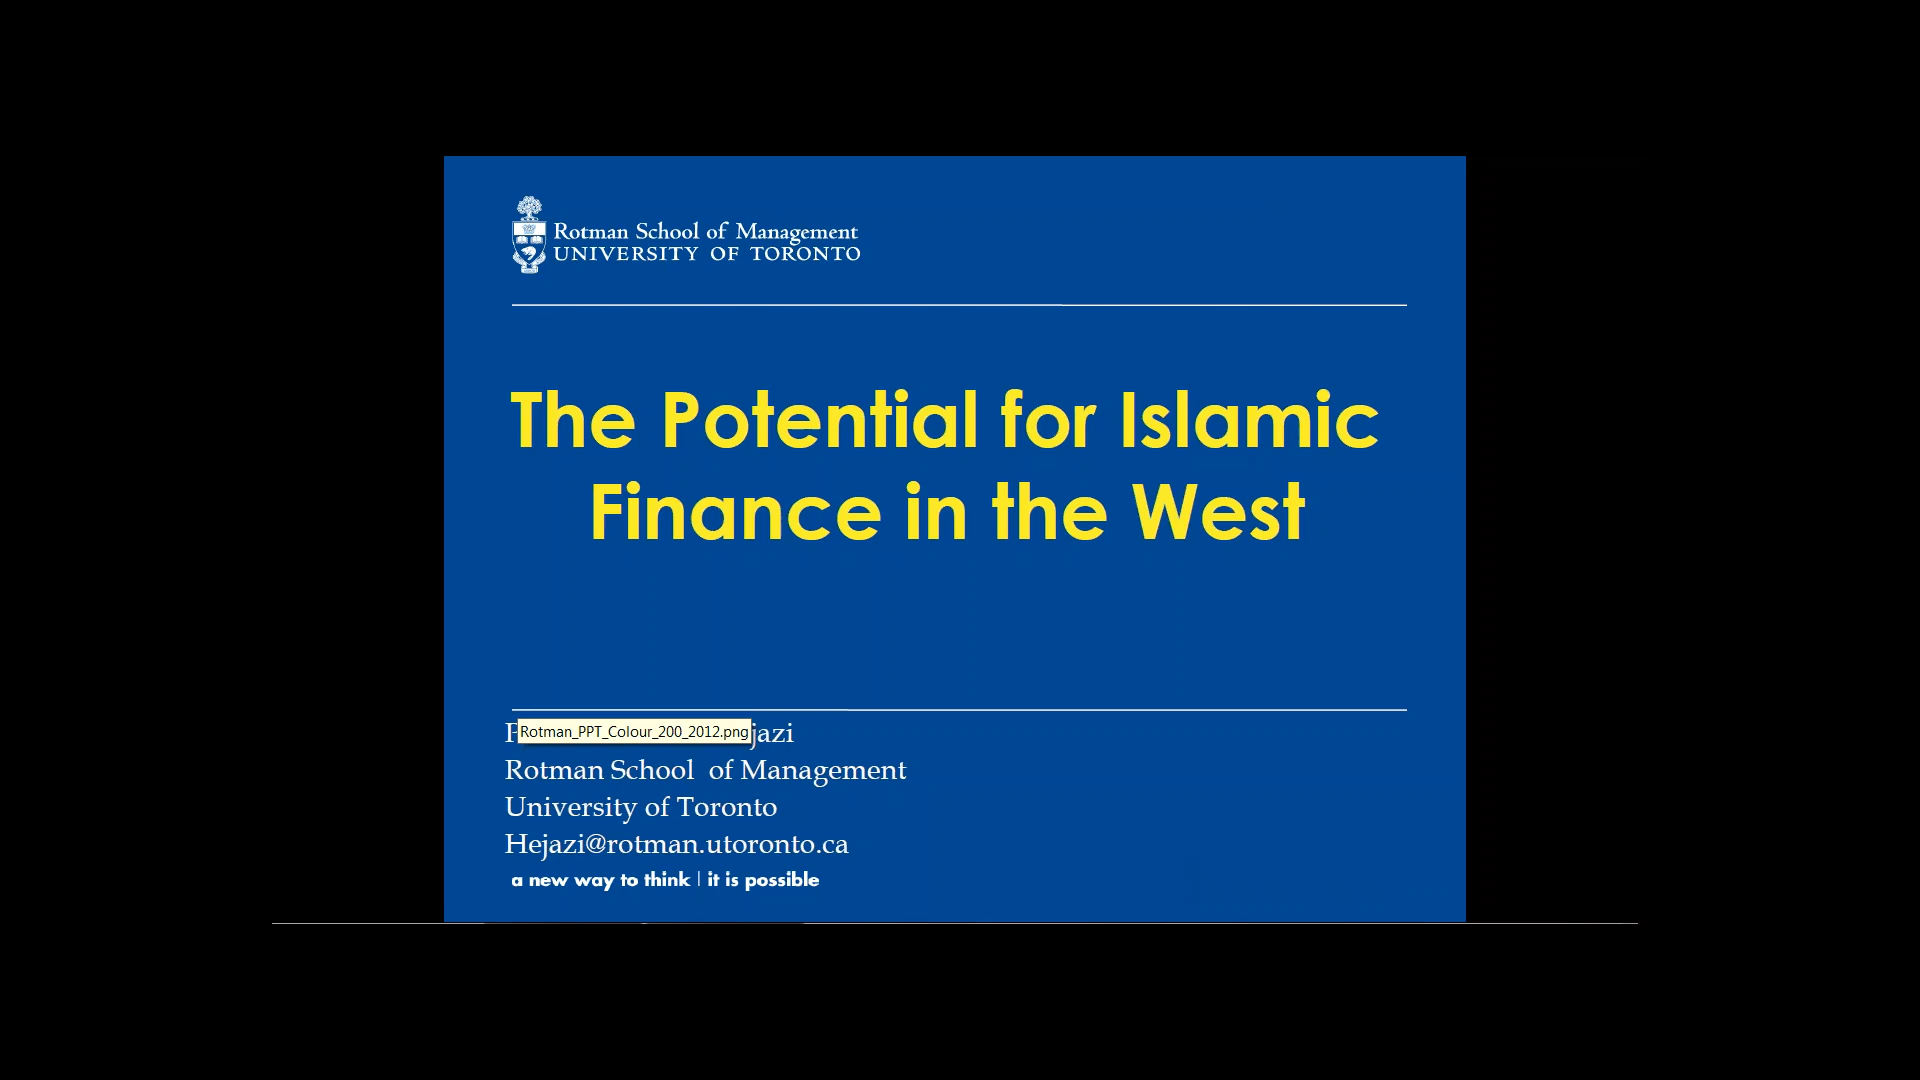 Rotman School of Management
UNIVERSITY OF TORONTO
The Potential for Islamic
Finance in the West
Rotman_PPT_Colour_200_2012.png
Rotman School of Management
University of Toronto
Hejazi@rotman.utoronto.ca
a new way to think | it is possible